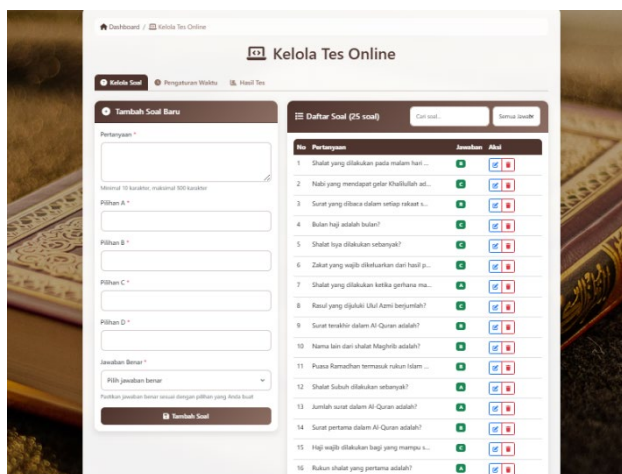 Dashboard / Kelola Tes Online
Kelola Tes Online
Kelola Soal Pengaturan Waktu Hasil Tes
Tambah Soal Baru
Pertanyaan *
Minimal 10 karakter, maksimal 500 karakter
Pilihan A *
Pilihan B *
Pilihan C *
Pilihan D *
Jawaban Benar *
Pilih jawaban benar
Pastikan jawaban benar sesuai dengan pilihan yang Anda buat
Tambah Soal
Daftar Soal (25 soal) Cari soal... Semua Jawab
No Pertanyaan Jawaban Aksi
1 Shalat yang dilakukan pada malam hari ...
2 Nabi yang mendapat gelar Khalilullah ad... C
3 Surat yang dibaca dalam setiap rakaat s...
4 Bulan haji adalah bulan? C
5 Shalat Isya dilakukan sebanyak? C
6 Zakat yang wajib dikeluarkan dari hasil p... C
7 Shalat yang dilakukan ketika gerhana ma... A
8 Rasul yang dijuluki Ulul Azmi berjumlah? C
9 Surat terakhir dalam Al-Quran adalah?
10 Nama lain dari shalat Maghrib adalah?
11 Puasa Ramadhan termasuk rukun Islam ...
12 Shalat Subuh dilakukan sebanyak? A
13 Jumlah surat dalam Al-Quran adalah? A
14 Surat pertama dalam Al-Quran adalah?
15 Haji wajib dilakukan bagi yang mampu s... A
16 Rukun shalat yang pertama adalah? A